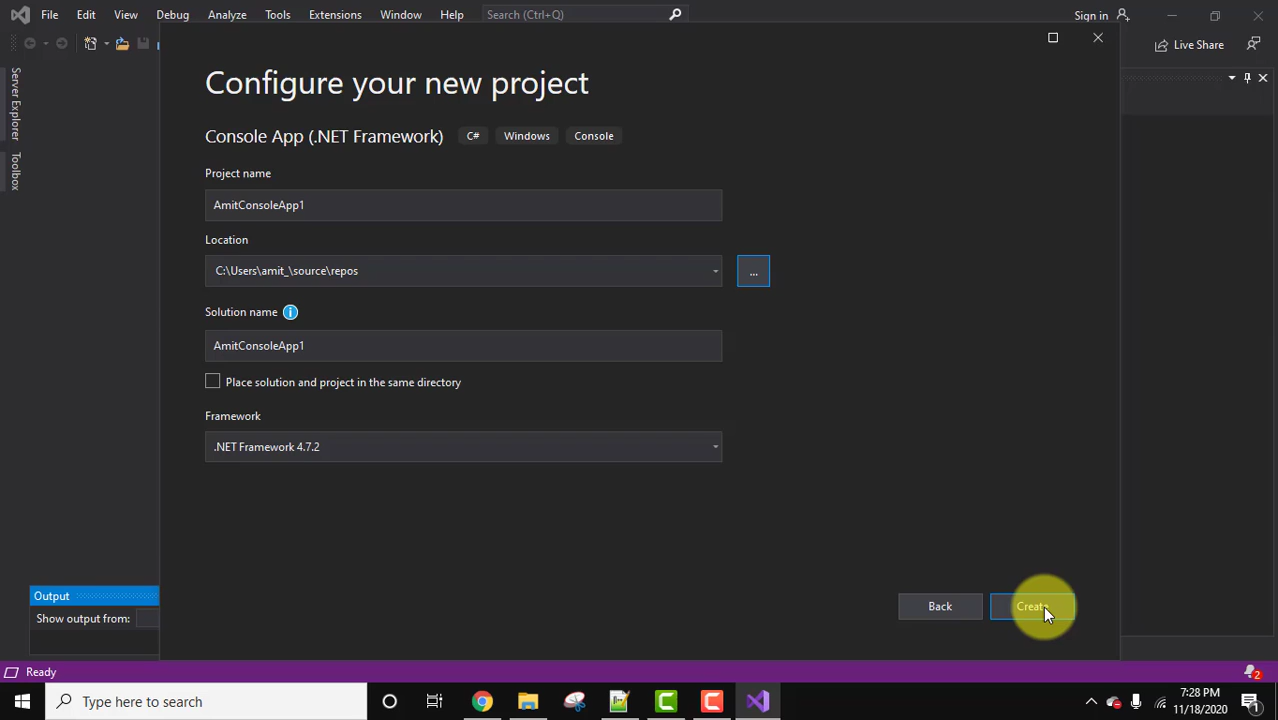 File Edit View Debug Analyze Tools Extensions Window Help Search (Ctrl+Q) Sign in
Live Share
Server Explorer
Toolbox
Configure your new project
Console App (.NET Framework) C# Windows Console
Project name
AmitConsoleApp1
Location
C:\Users\amit_\source\repos
...
Solution name i
AmitConsoleApp1
Place solution and project in the same directory
Framework
.NET Framework 4.7.2
Back Create
Output
Show output from:
Ready 2
Type here to search
7:28 PM
11/18/2020
1